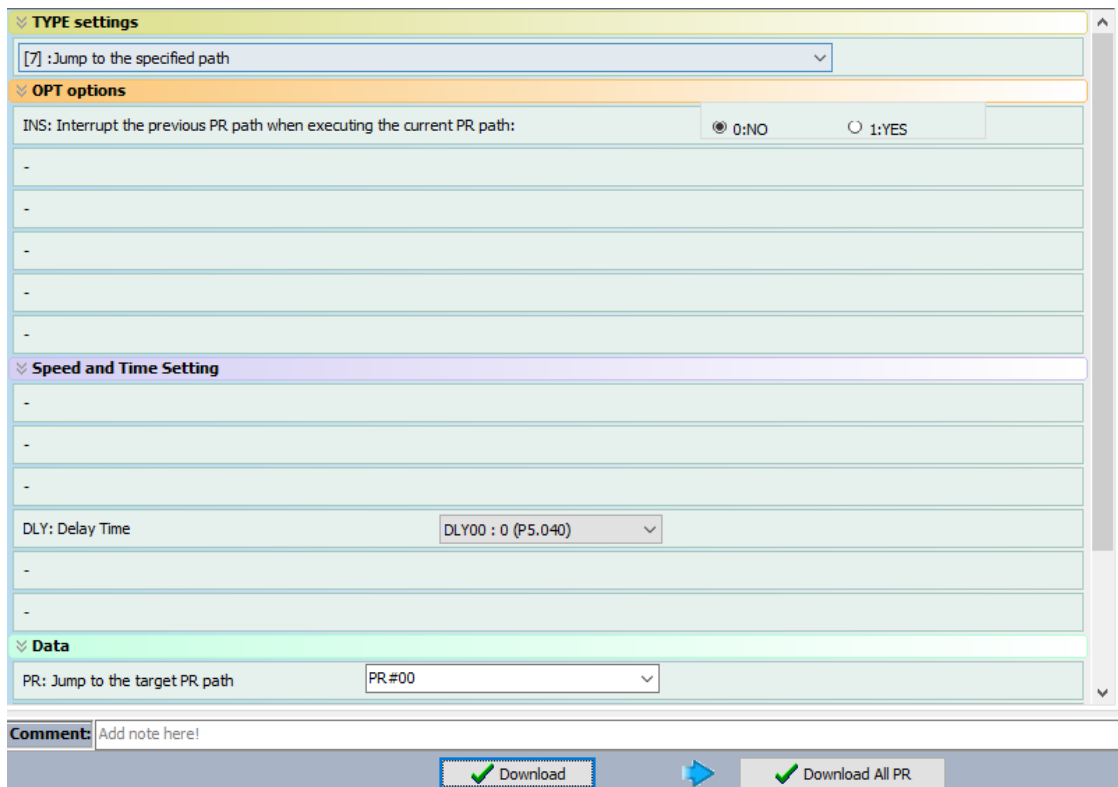 TYPE settings
[7] :Jump to the specified path
OPT options
INS: Interrupt the previous PR path when executing the current PR path: 0:NO 1:YES
-
-
-
-
-
Speed and Time Setting
-
-
-
DLY: Delay Time DLY00 : 0 (P5.040)
-
-
Data
PR: Jump to the target PR path PR#00
Comment: Add note here!
Download Download All PR